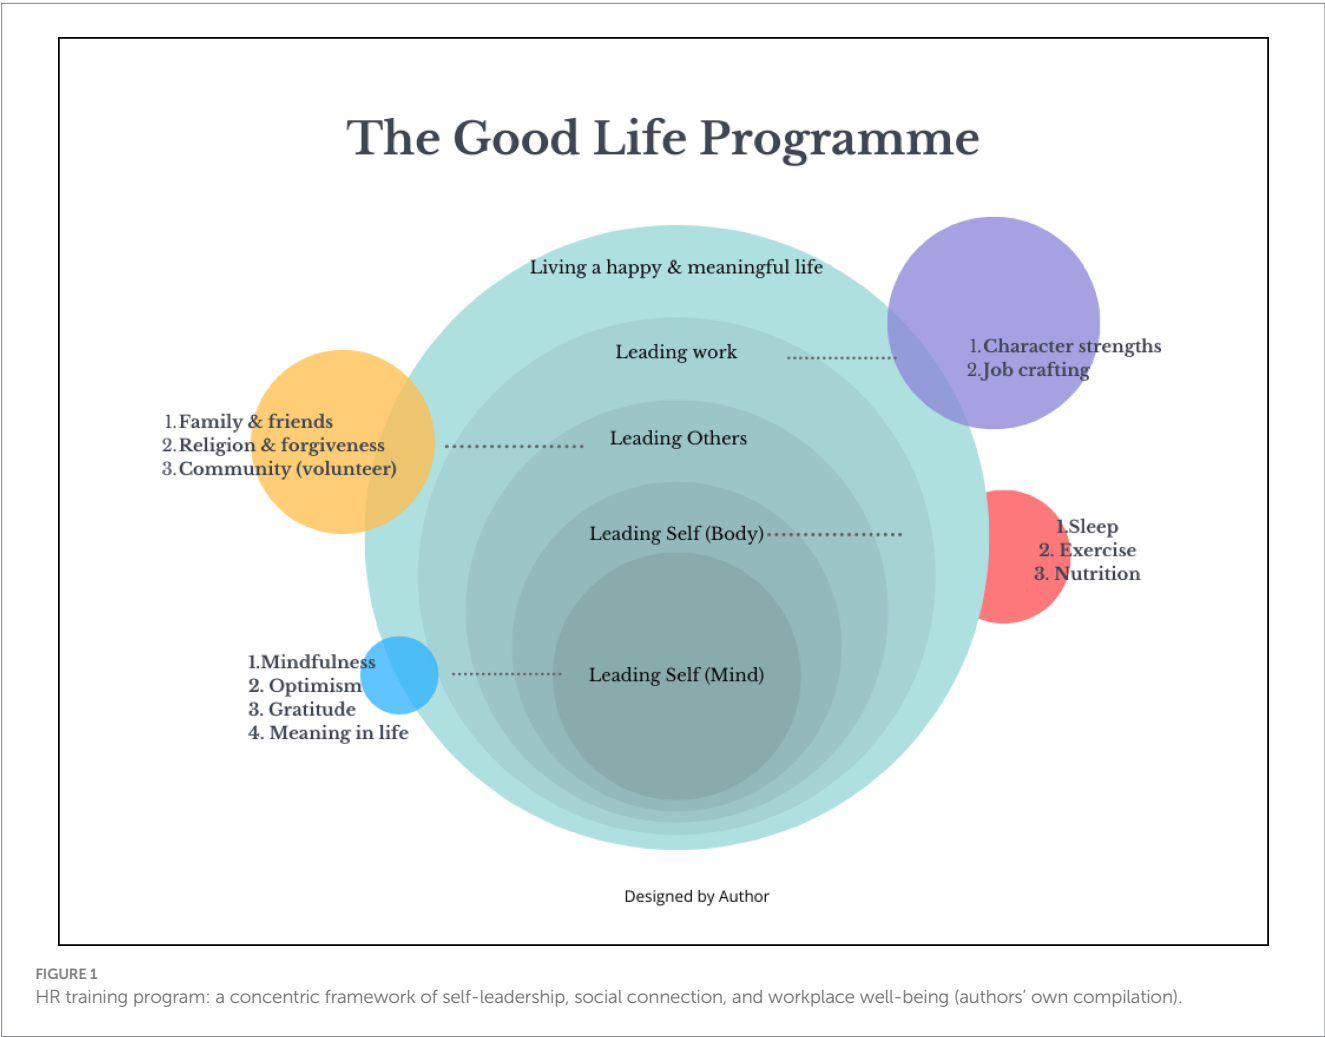 The Good Life Programme
Living a happy & meaningful life
Leading work
1.Character strengths
2.Job crafting
1.Family & friends
2.Religion & forgiveness
3.Community (volunteer)
Leading Others
Leading Self (Body)
1.Sleep
2. Exercise
3. Nutrition
1.Mindfulness
2. Optimism
3. Gratitude
4. Meaning in life
Leading Self (Mind)
Designed by Author
FIGURE 1
HR training program: a concentric framework of self-leadership, social connection, and workplace well-being (authors' own compilation).